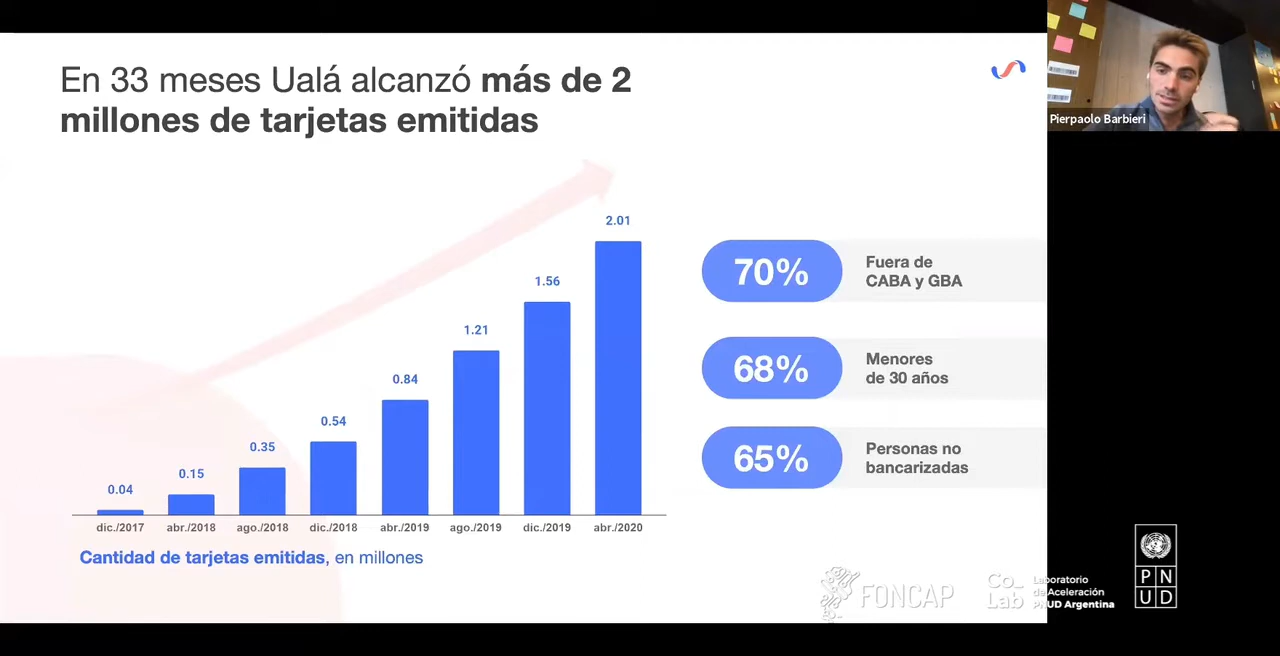 En 33 meses Ualá alcanzó más de 2
millones de tarjetas emitidas
Pierpaolo Barbieri
2.01
1.56
1.21
0.84
0.54
0.35
0.15
0.04
dic./2017 abr./2018 ago./2018 dic./2018 abr./2019 ago./2019 dic./2019 abr./2020
Cantidad de tarjetas emitidas, en millones
70%
Fuera de
CABA y GBA
68%
Menores
de 30 años
65%
Personas no
bancarizadas
FONCAP
Co_
Lab
Laboratorio
de Aceleración
PNUD Argentina
P N
U D